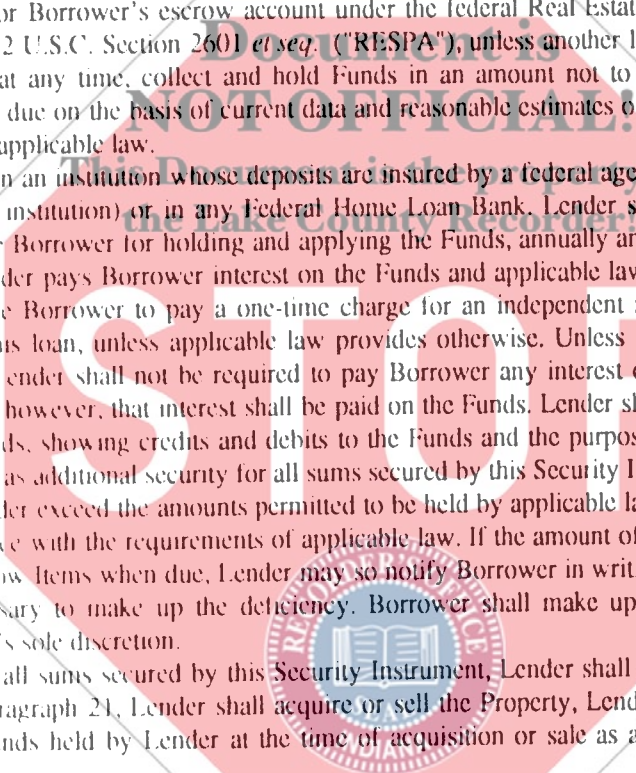 or Borrower's escrow account under the federal Real Estat
2 U.S.C. Section 2601 et seq. ("RESPA"), unless another l
Document is
at any time, collect and hold Funds in an amount not to
due on the basis of current data and reasonable estimates o
NOT OFFICIAL!
applicable law.
This Document is the property
n an institution whose deposits are insured by a federal age
institution) or in any Federal Home Loan Bank. Lender s
the Lake County Recorder!
Borrower for holding and applying the Funds, annually an
der pays Borrower interest on the Funds and applicable law
e Borrower to pay a one-time charge for an independent
us loan, unless applicable law provides otherwise. Unless
STOP
ender shall not be required to pay Borrower any interest
however, that interest shall be paid on the Funds. Lender sh
ds, showing credits and debits to the Funds and the purpos
as additional security for all sums secured by this Security I
der exceed the amounts permitted to be held by applicable la
e with the requirements of applicable law. If the amount of
ow Items when due, Lender may so notify Borrower in writ
sary to make up the deficiency. Borrower shall make up
's sole discretion.
RECORDER'S OFFICE
all sums secured by this Security Instrument, Lender shall
ragraph 21, Lender shall acquire or sell the Property, Lend
SEAL
nds held by Lender at the time of acquisition or sale as a
INDIANA